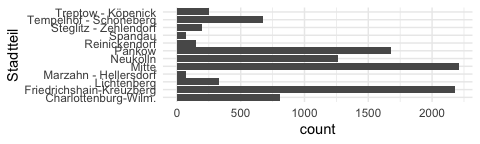 Stadtteil
Treptow - Köpenick
Tempelhof - Schöneberg
Steglitz - Zehlendorf
Spandau
Reinickendorf
Pankow
Neukölln
Mitte
Marzahn - Hellersdorf
Lichtenberg
Friedrichshain-Kreuzberg
Charlottenburg-Wilm.
0 500 1000 1500 2000
count